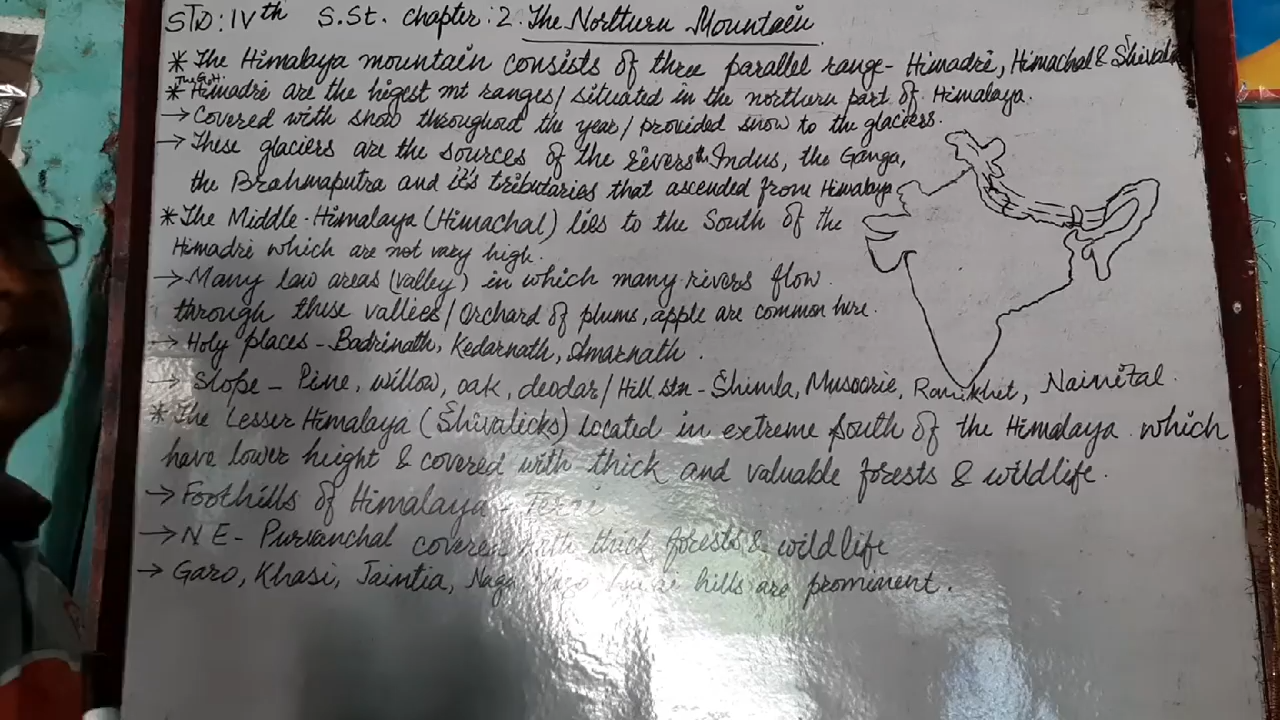 STD: IVth S.St. Chapter: 2. The Northern Mountain
* The Himalaya mountain consists of three parallel range - Himadri, Himachal & Shival
* Himadri are the higest mt ranges/ situated in the northern part of Himalaya.
→ Covered with snow throughout the year/ provided snow to the glaciers.
→ These glaciers are the sources of the rivers the Indus, the Ganga,
the Brahmaputra and it's tributaries that ascended from Himalaya
* The Middle-Himalaya (Himachal) lies to the South of the
Himadri which are not very high.
→ Many law areas (valley) in which many rivers flow
through these vallies/ Orchard of plums, apple are common here.
→ Holy places - Badrinath, Kedarnath, Amarnath.
→ Slope - Pine, willow, oak, deodar/ Hill stn - Shimla, Musoorie, Ranikhet, Nainital.
* The Lesser Himalaya (Shivalicks) located in extreme south of the Himalaya which
have lower height & covered with thick and valuable forests & wildlife.
→ Foothills of Himalaya - Terai
→ N E - Purvanchal covered with thick forests & wildlife
→ Garo, Khasi, Jaintia, Naga, hills are prominent.